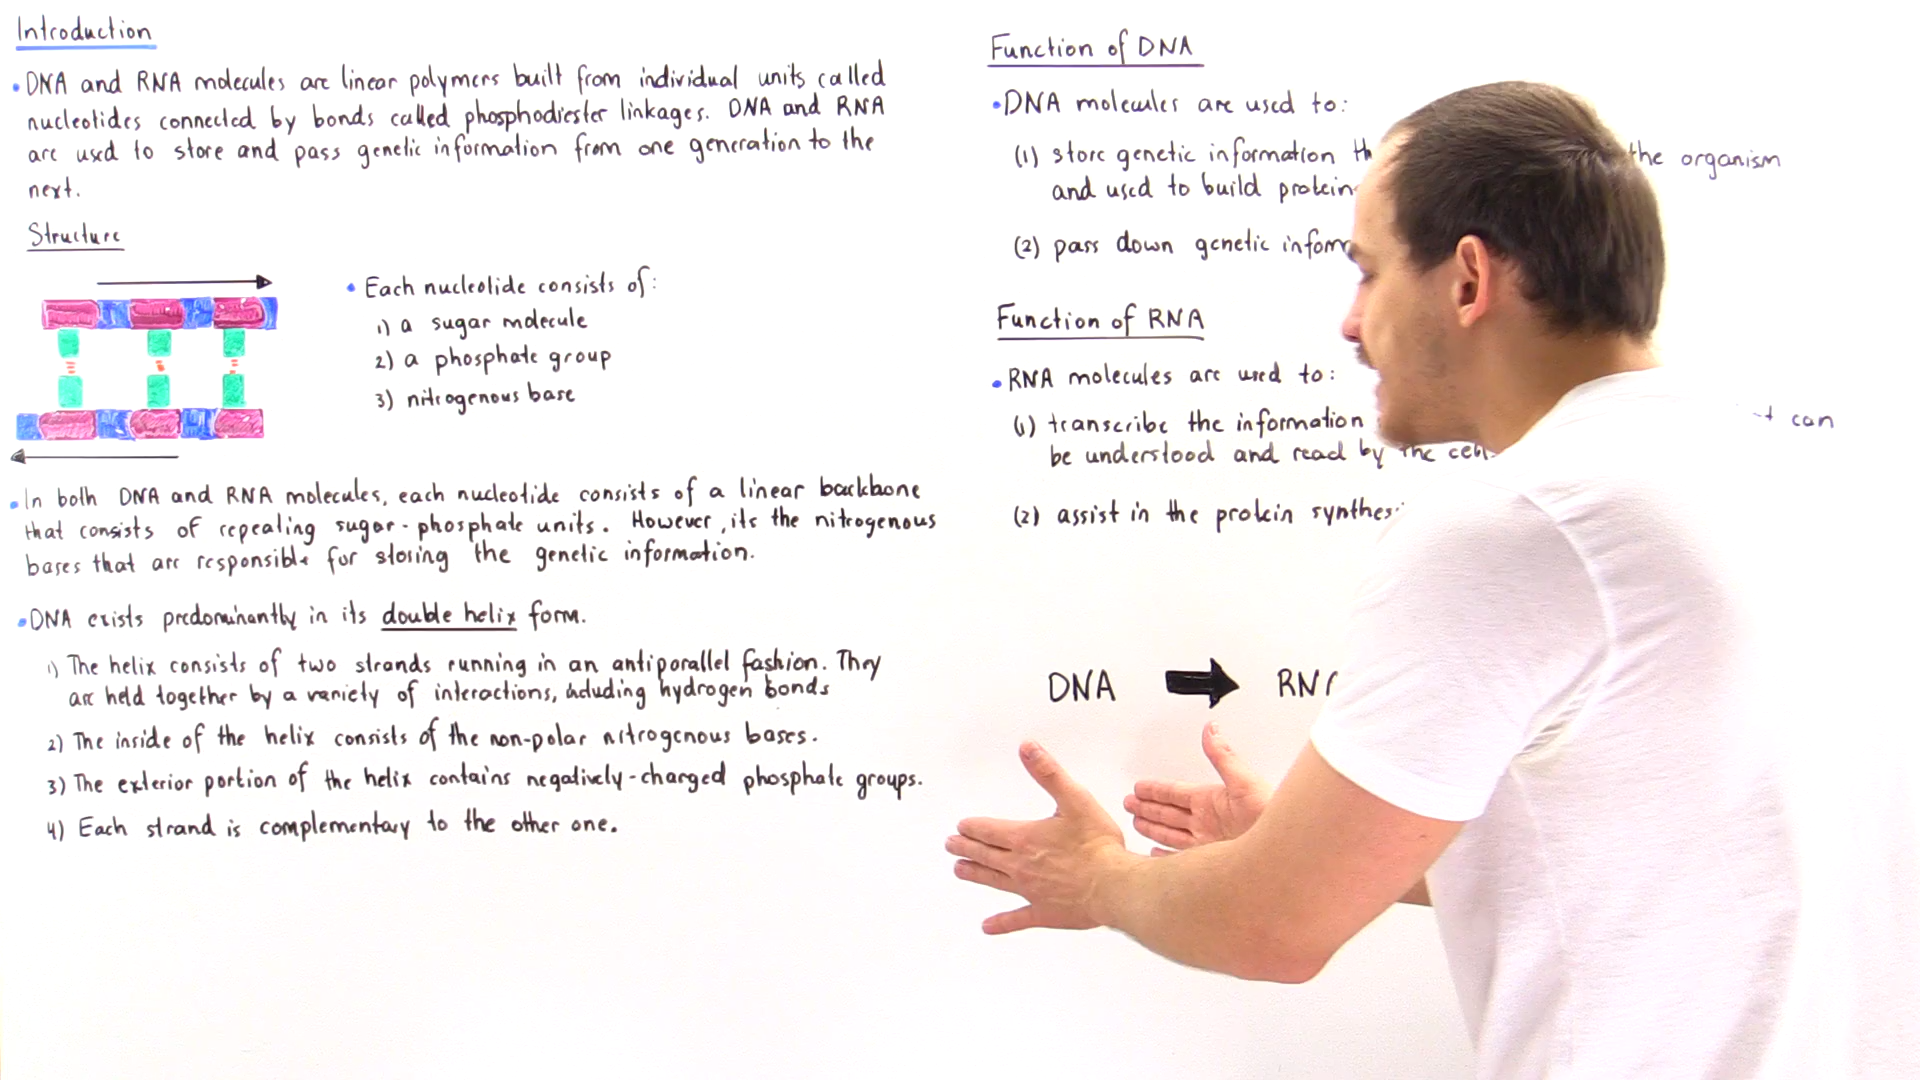 Introduction
• DNA and RNA molecules are linear polymers built from individual units called
nucleotides connected by bonds called phosphodiester linkages. DNA and RNA
are used to store and pass genetic information from one generation to the
next.
Structure
• Each nucleotide consists of:
1) a sugar molecule
2) a phosphate group
3) nitrogenous base
• In both DNA and RNA molecules, each nucleotide consists of a linear backbone
that consists of repeating sugar-phosphate units. However, its the nitrogenous
bases that are responsible for storing the genetic information.
• DNA exists predominantly in its double helix form.
1) The helix consists of two strands running in an antiparallel fashion. They
are held together by a variety of interactions, including hydrogen bonds
2) The inside of the helix consists of the non-polar nitrogenous bases.
3) The exterior portion of the helix contains negatively-charged phosphate groups.
4) Each strand is complementary to the other one.
Function of DNA
• DNA molecules are used to:
(1) store genetic information the organism
and used to build protein
(2) pass down genetic
Function of RNA
• RNA molecules are used to:
(1) transcribe the information can
be understood and read by the cell.
(2) assist in the protein
DNA → RN